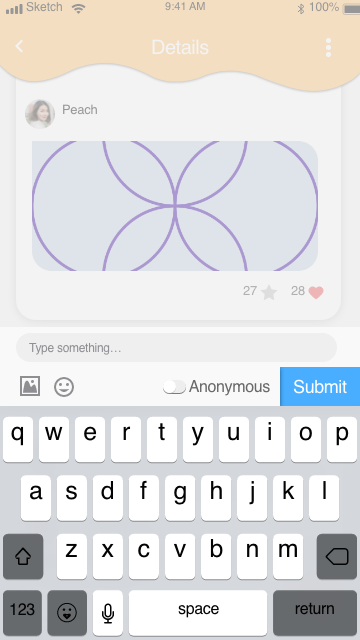 Sketch 9:41 AM 100%
Details
Peach
27 28
Type something...
Anonymous Submit
q w e r t y u i o p
a s d f g h j k l
z x c v b n m
123 space return